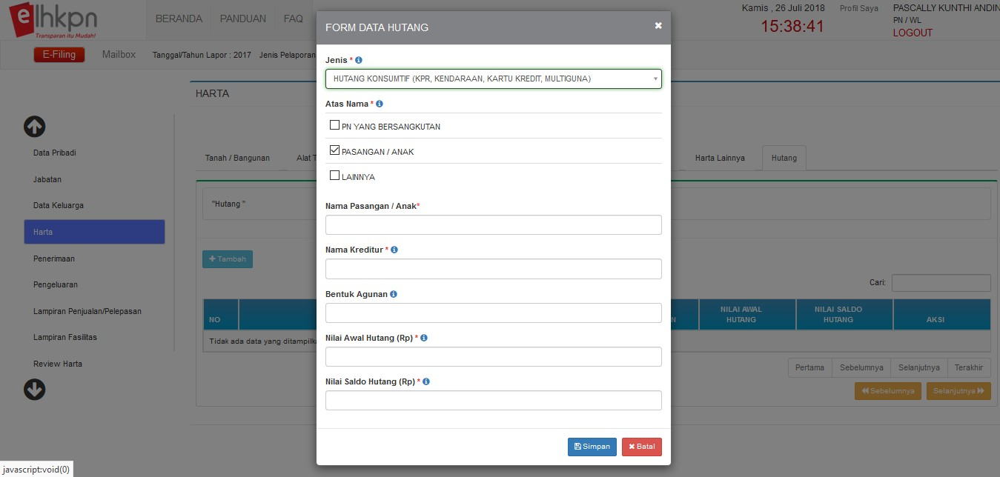 elhkpn
Transparan itu Mudah!
BERANDA PANDUAN FAQ
Kamis , 26 Juli 2018 Profil Saya
15:38:41
PASCALLY KUNTHI ANDIN
PN / WL
LOGOUT
E-Filing Mailbox Tanggal/Tahun Lapor : 2017 Jenis Pelaporan
HARTA
Data Pribadi
Jabatan
Data Keluarga
Harta
Penerimaan
Pengeluaran
Lampiran Penjualan/Pelepasan
Lampiran Fasilitas
Review Harta
Tanah / Bangunan Alat T
Harta Lainnya Hutang
"Hutang "
Tambah
Cari:
NO
N
NILAI AWAL HUTANG
NILAI SALDO HUTANG
AKSI
Tidak ada data yang ditampilk
Pertama Sebelumnya Selanjutnya Terakhir
Sebelumnya Selanjutnya
FORM DATA HUTANG
Jenis *
HUTANG KONSUMTIF (KPR, KENDARAAN, KARTU KREDIT, MULTIGUNA)
Atas Nama *
PN YANG BERSANGKUTAN
PASANGAN / ANAK
LAINNYA
Nama Pasangan / Anak*
Nama Kreditur *
Bentuk Agunan
Nilai Awal Hutang (Rp) *
Nilai Saldo Hutang (Rp) *
Simpan Batal
javascript:void(0)